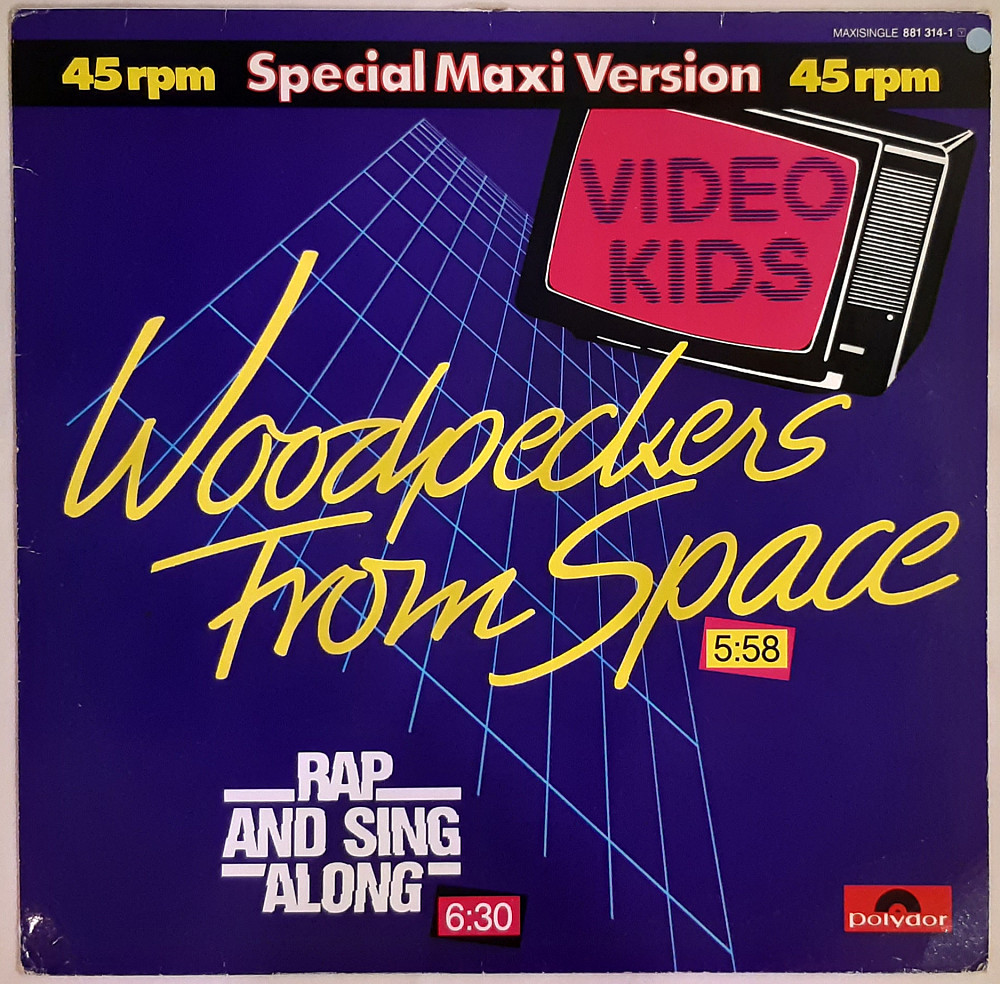 MAXISINGLE 881 314-1
45 rpm Special Maxi Version 45 rpm
VIDEO
KIDS
Woodpeckers
From Space
5:58
RAP
AND SING
ALONG
6:30
polydor